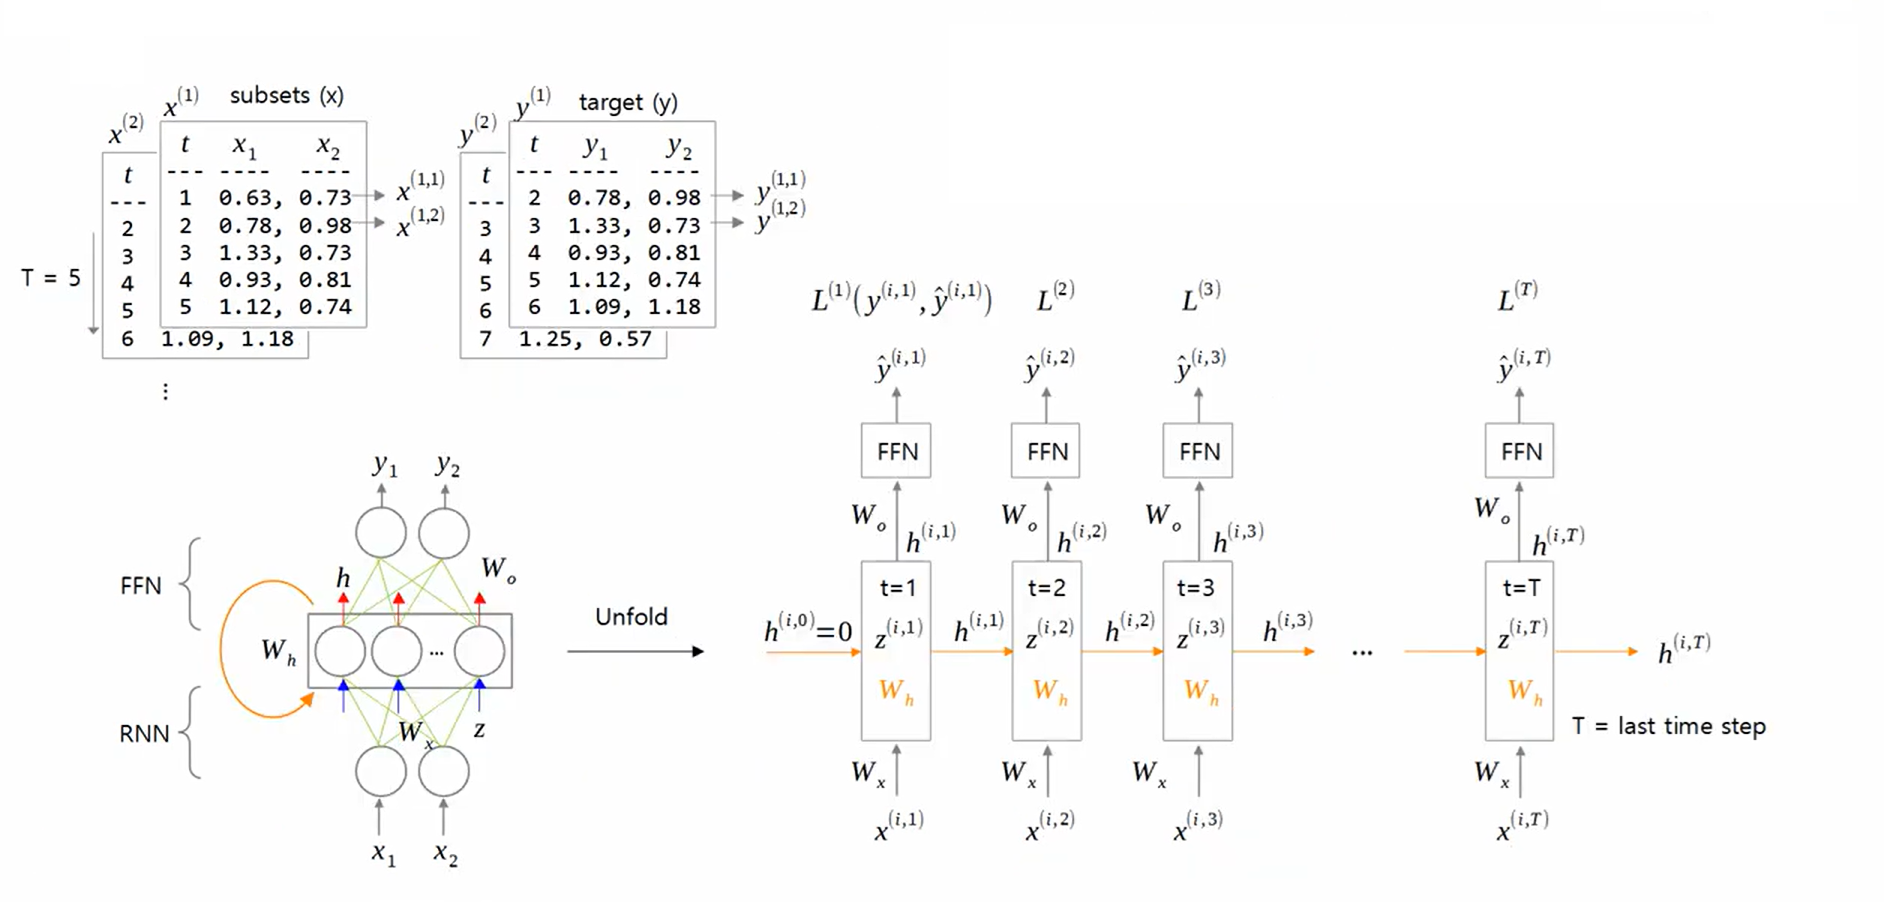 x^(1) subsets (x)
x^(2)
t x_1 x_2
--- ---- ----
1 0.63, 0.73 x^(1,1)
2 0.78, 0.98 x^(1,2)
3 1.33, 0.73
4 0.93, 0.81
5 1.12, 0.74
t
---
2
3
4
5
6 1.09, 1.18
T = 5
⋮
y^(1) target (y)
y^(2)
t y_1 y_2
--- ---- ----
2 0.78, 0.98 y^(1,1)
3 1.33, 0.73 y^(1,2)
4 0.93, 0.81
5 1.12, 0.74
6 1.09, 1.18
t
---
3
4
5
6
7 1.25, 0.57
y_1 y_2
FFN
h W_o
W_h ...
RNN
W_x z
x_1 x_2
Unfold
L^(1)(y^(i,1), ŷ^(i,1)) L^(2) L^(3) L^(T)
ŷ^(i,1) ŷ^(i,2) ŷ^(i,3) ŷ^(i,T)
FFN FFN FFN FFN
W_o W_o W_o W_o
h^(i,1) h^(i,2) h^(i,3) h^(i,T)
t=1 t=2 t=3 t=T
h^(i,0)=0 z^(i,1) h^(i,1) z^(i,2) h^(i,2) z^(i,3) h^(i,3) ... z^(i,T) h^(i,T)
W_h W_h W_h W_h
T = last time step
W_x W_x W_x W_x
x^(i,1) x^(i,2) x^(i,3) x^(i,T)